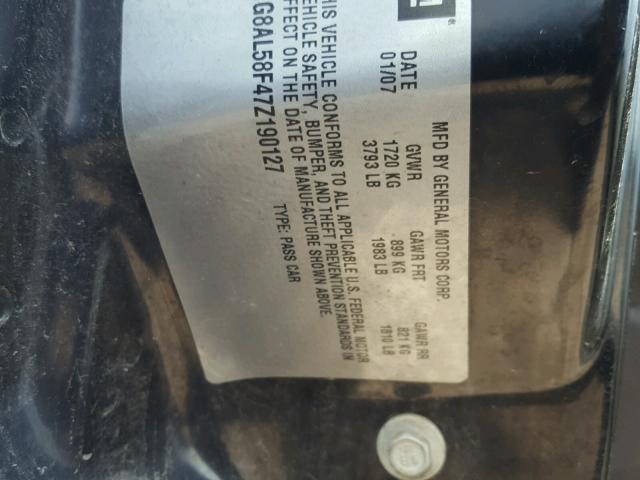 GM ®
MFD BY GENERAL MOTORS CORP.
DATE GVWR GAWR FRT GAWR RR
01/07 1720 KG 899 KG 821 KG
3793 LB 1983 LB 1810 LB
THIS VEHICLE CONFORMS TO ALL APPLICABLE U.S. FEDERAL MOTOR
VEHICLE SAFETY, BUMPER, AND THEFT PREVENTION STANDARDS IN
EFFECT ON THE DATE OF MANUFACTURE SHOWN ABOVE.
G8AL58F47Z190127 TYPE: PASS CAR